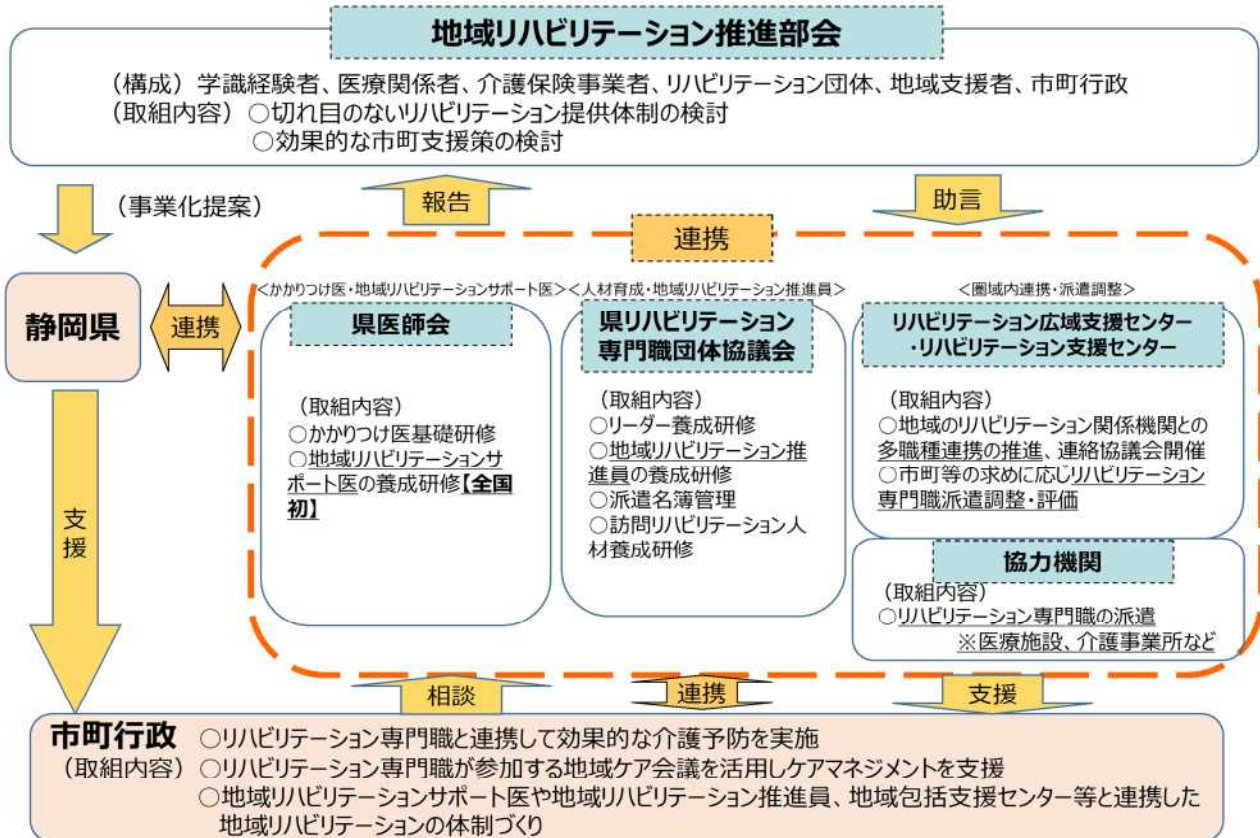 地域リハビリテーション推進部会
(構成)学識経験者、医療関係者、介護保険事業者、リハビリテーション団体、地域支援者、市町行政
(取組内容)○切れ目のないリハビリテーション提供体制の検討
○効果的な市町支援策の検討
(事業化提案)
報告
助言
連携
静岡県
連携
<かかりつけ医・地域リハビリテーションサポート医>
県医師会
(取組内容)
○かかりつけ医基礎研修
○地域リハビリテーションサ
ポート医の養成研修【全国
初】
<人材育成・地域リハビリテーション推進員>
県リハビリテーション
専門職団体協議会
(取組内容)
○リーダー養成研修
○地域リハビリテーション推
進員の養成研修
○派遣名簿管理
○訪問リハビリテーション人
材養成研修
<圏域内連携・派遣調整>
リハビリテーション広域支援センター
・リハビリテーション支援センター
(取組内容)
○地域のリハビリテーション関係機関との
多職種連携の推進、連絡協議会開催
○市町等の求めに応じリハビリテーション
専門職派遣調整・評価
協力機関
(取組内容)
○リハビリテーション専門職の派遣
※医療施設、介護事業所など
支援
相談
連携
支援
市町行政 ○リハビリテーション専門職と連携して効果的な介護予防を実施
(取組内容)○リハビリテーション専門職が参加する地域ケア会議を活用しケアマネジメントを支援
○地域リハビリテーションサポート医や地域リハビリテーション推進員、地域包括支援センター等と連携した
地域リハビリテーションの体制づくり